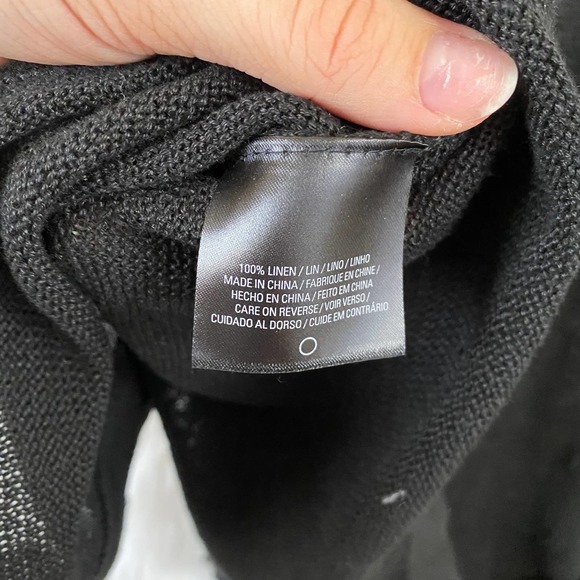 100% LINEN / LIN / LINO / LINHO
MADE IN CHINA / FABRIQUE EN CHINE /
HECHO EN CHINA / FEITO EM CHINA
CARE ON REVERSE / VOIR VERSO /
CUIDADO AL DORSO / CUIDE EM CONTRÁRIO